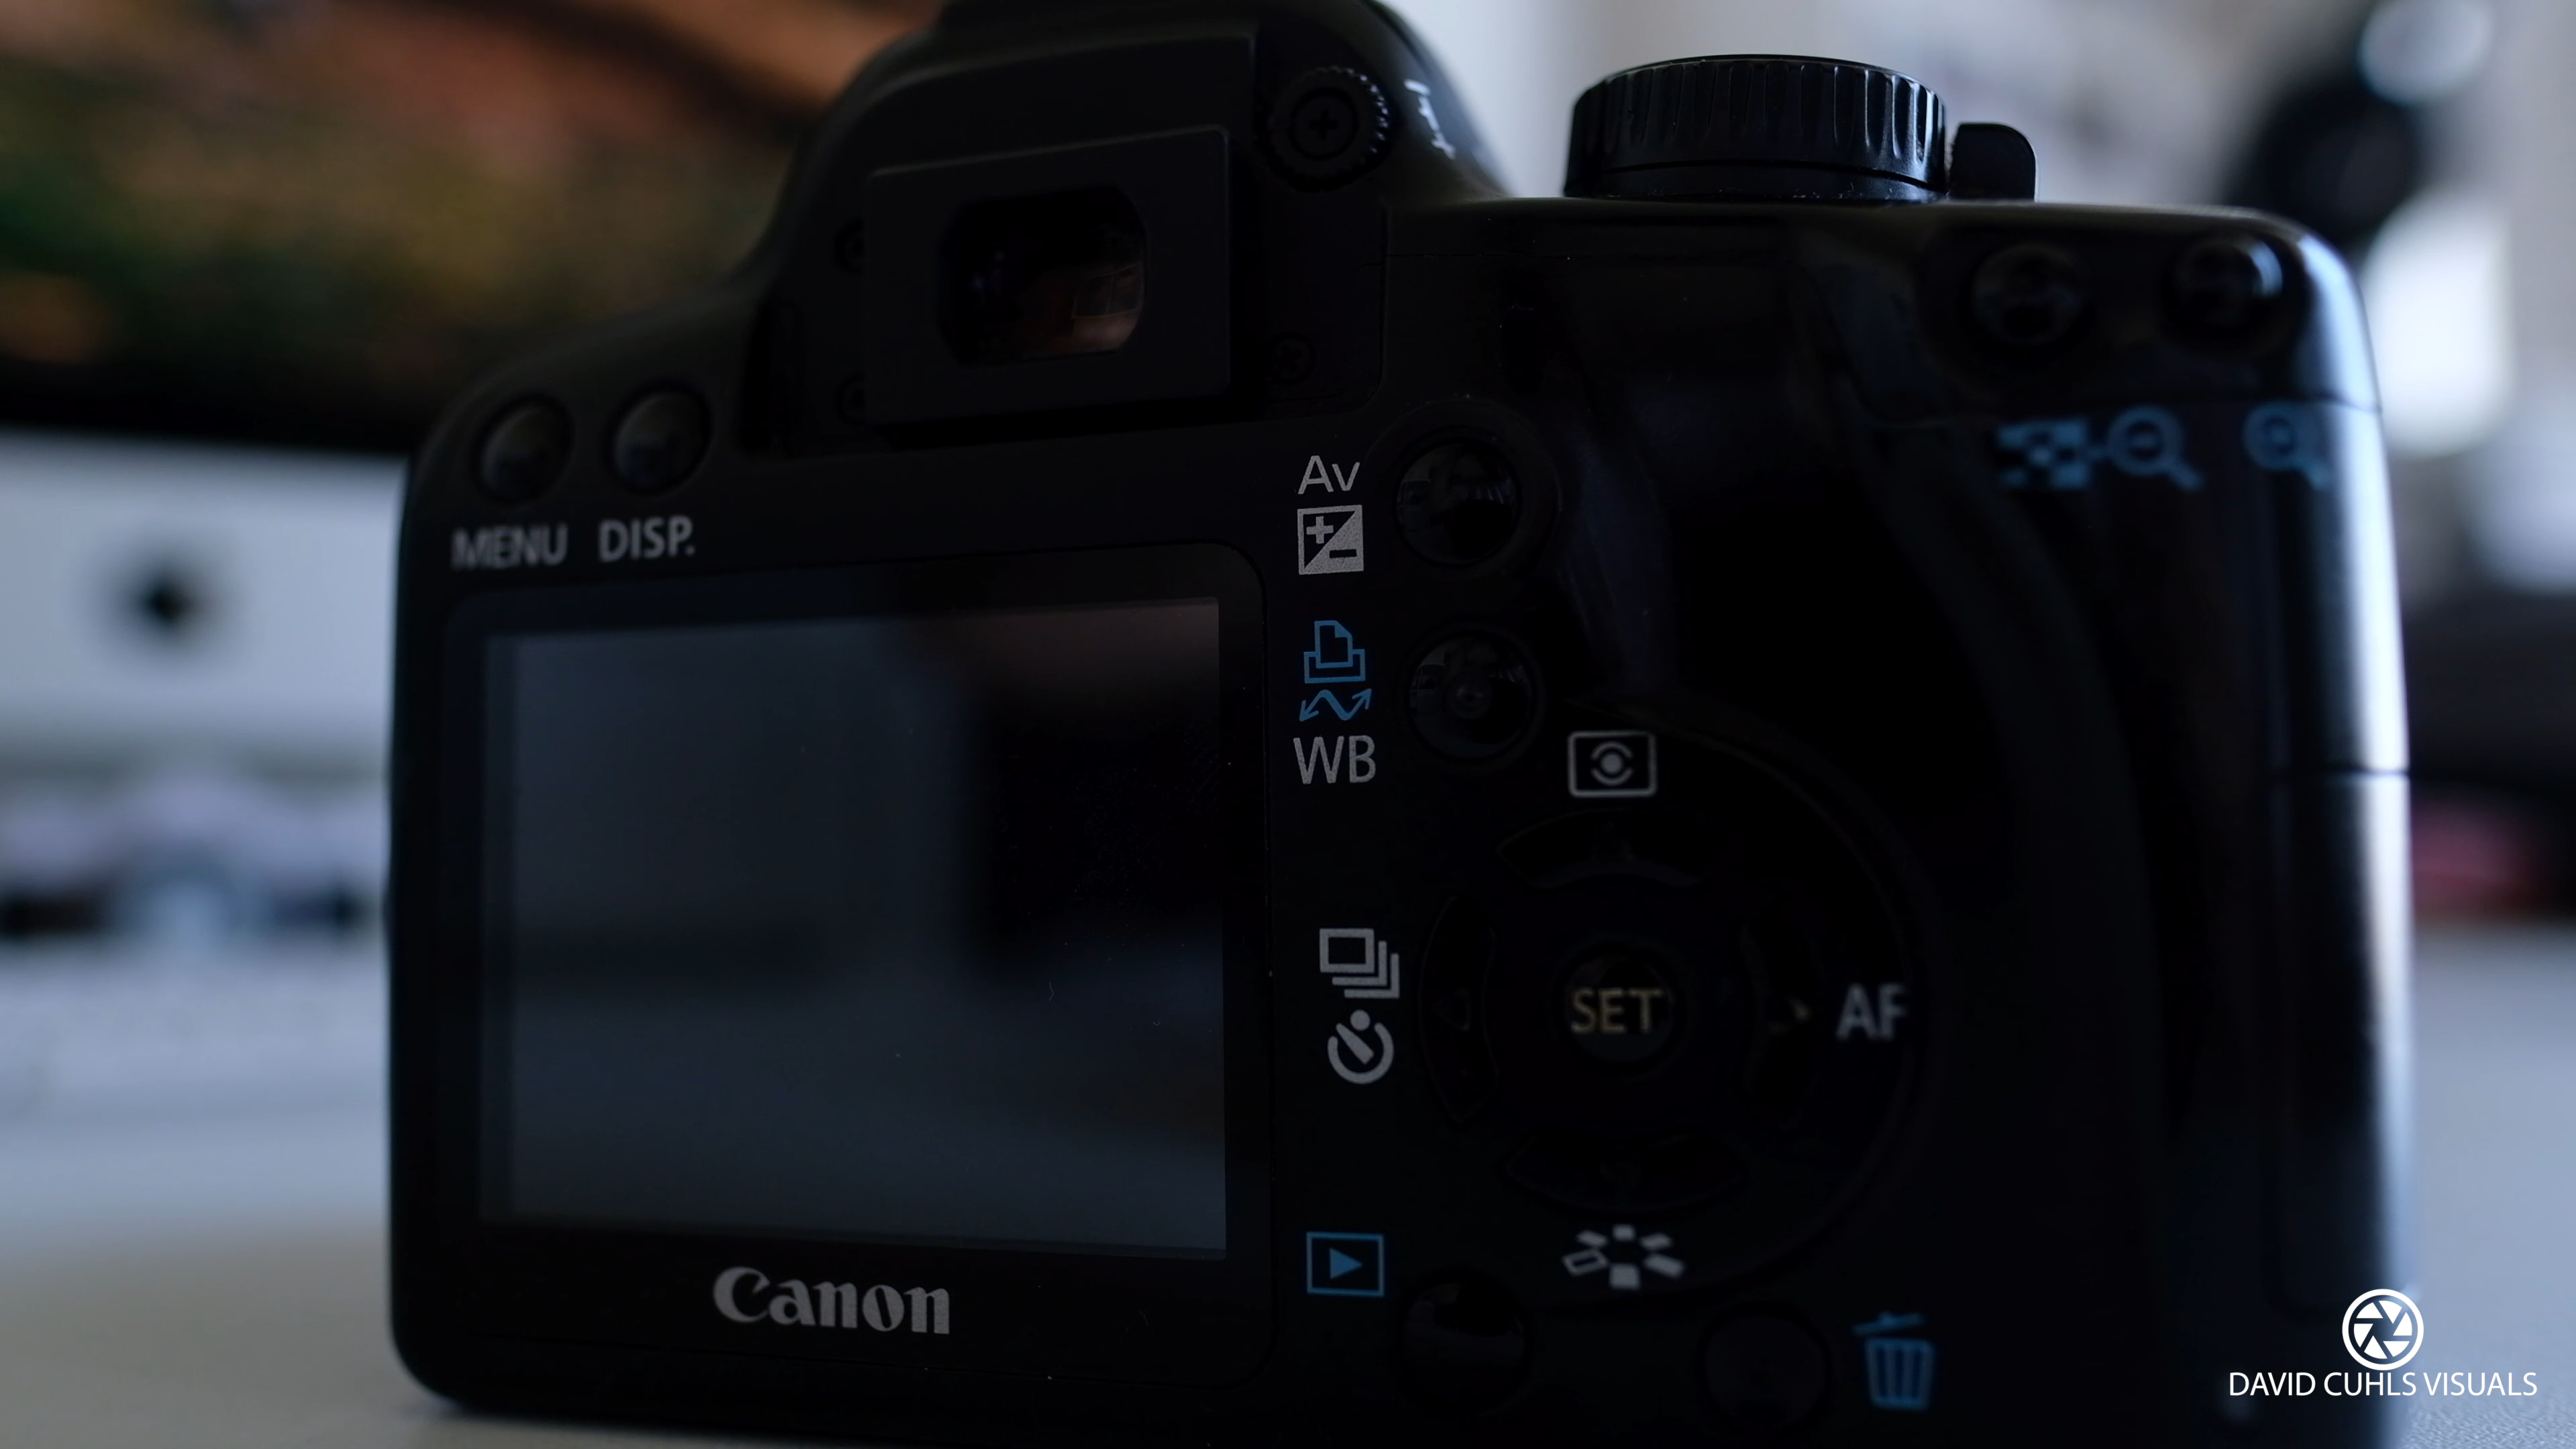 MENU DISP.
Av
WB
SET
AF
Canon
DAVID CUHLS VISUALS